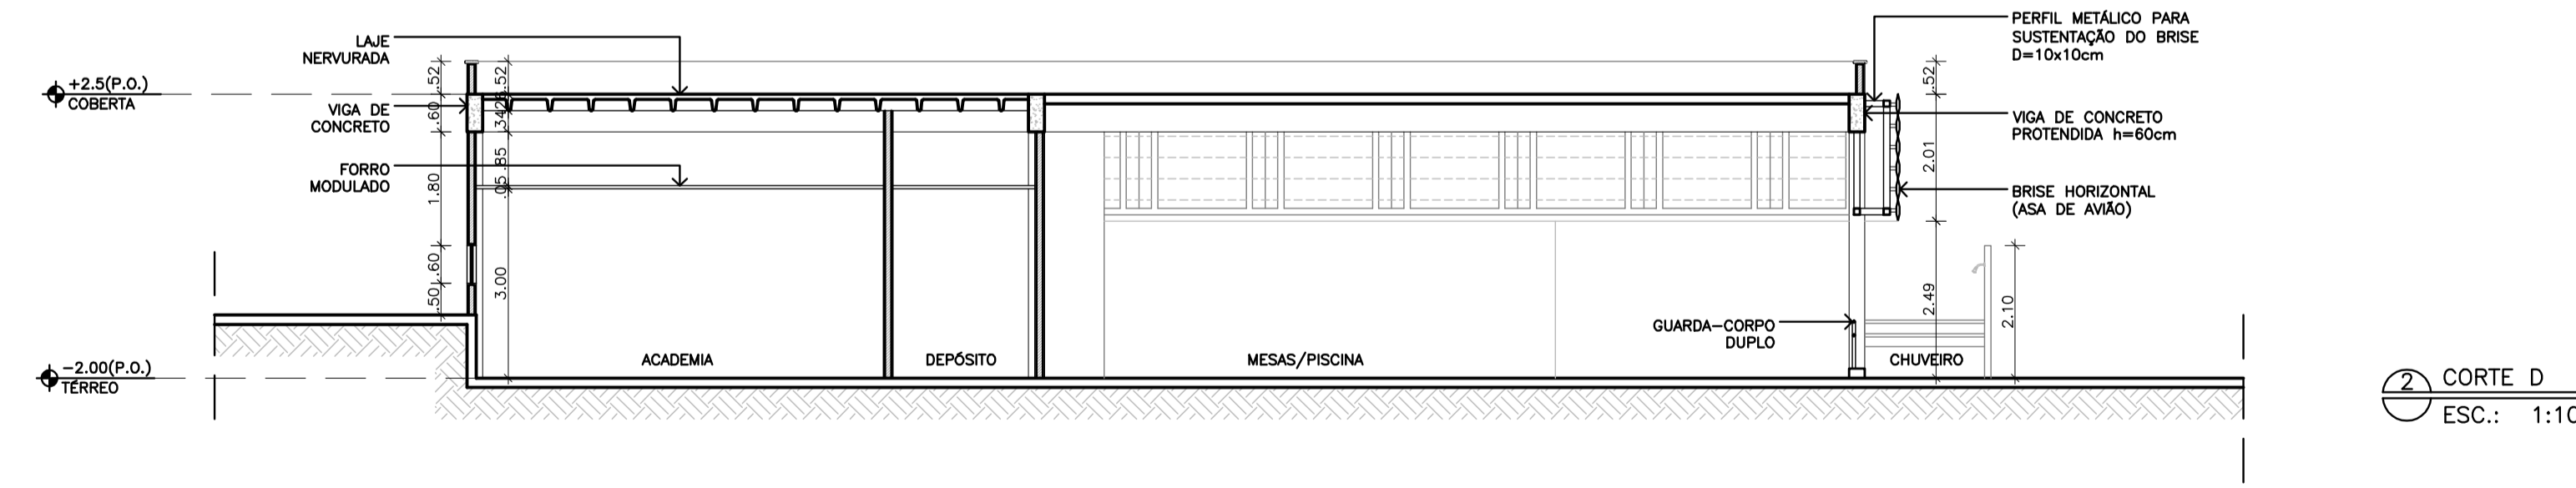 LAJE
NERVURADA
+2.5(P.O.)
COBERTA
VIGA DE
CONCRETO
FORRO
MODULADO
-2.00(P.O.)
TÉRREO
.52
.60
1.80
.60
.50
.52
.85
.05
3.00
ACADEMIA
DEPÓSITO
MESAS/PISCINA
GUARDA-CORPO
DUPLO
CHUVEIRO
.52
2.01
2.49
2.10
PERFIL METÁLICO PARA
SUSTENTAÇÃO DO BRISE
D=10x10cm
VIGA DE CONCRETO
PROTENDIDA h=60cm
BRISE HORIZONTAL
(ASA DE AVIÃO)
2
CORTE D
ESC.: 1:10